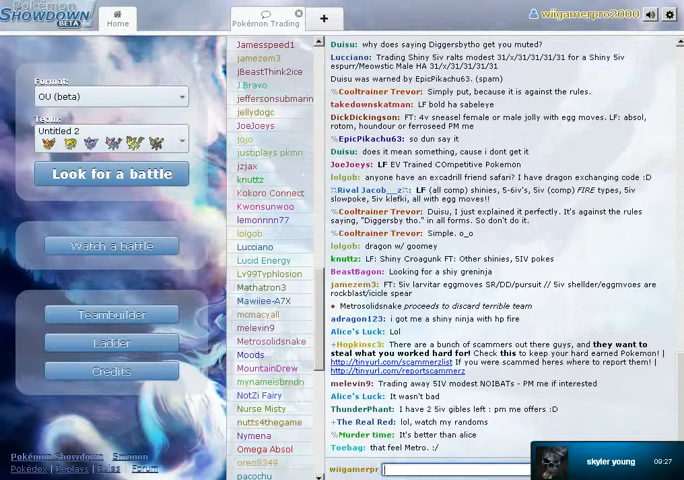 Pokémon
SHOWDOWN
BETA
Home
Pokémon Trading
+
wiigamerpro2000
Format:
OU (beta)
Team:
Untitled 2
Look for a battle
Watch a battle
Teambuilder
Ladder
Credits
Pokémon Showdown | Smogon
Pokédex | Replays | Rules | Forum
Jamesspeed1
jamezem3
jBeastThink2ice
J.Bravo
jeffersonsubmarin
jellydogc
JoeJoeys
jojo
justiplays pkmn
jzjax
knuttz
Kokoro Connect
Kwonsunwoo
lemonnnn77
lolgob
Lucciano
Lucid Energy
Lv99Typhlosion
Mathatron3
Mawiiee-A7X
mcmacyall
melevin9
Metrosolidsnake
Moods
MountainDrew
mynameisbrndn
NotZi Fairy
Nurse Misty
nutts4thegame
Nymena
Omega Absol
oreo8349
pacochu
Duisu: why does saying Diggersbytho get you muted?
Lucciano: Trading Shiny 5iv ralts modest 31/x/31/31/31/31 for a Shiny 5iv
espurr/Meowstic Male HA 31/x/31/31/31/31
Duisu was warned by EpicPikachu63. (spam)
%Cooltrainer Trevor: Simply put, because it is against the rules.
takedownskatman: LF bold ha sabeleye
DickDickingson: FT: 4v sneasel female or male jolly with egg moves. LF: absol,
rotom, houndour or ferroseed PM me
%EpicPikachu63: so dun say it
Duisu: does it mean something, cause i dont get it
JoeJoeys: LF EV Trained COmpetitive Pokemon
lolgob: anyone have an excadrill friend safari? I have dragon exchanging code :D
Rival Jacob__z: LF (all comp) shinies, 5-6iv's, 5iv (comp) FIRE types, 5iv
slowpoke, 5iv klefki, all with egg moves!!
%Cooltrainer Trevor: Duisu, I just explained it perfectly. It's against the rules
saying, "Diggersby tho." in all forms. So don't do it.
%Cooltrainer Trevor: Simple. o_o
lolgob: dragon w/ goomey
knuttz: LF: Shiny Croagunk FT: Other shinies, 5IV pokes
BeastBagon: Looking for a shiy greninja
jamezem3: FT: 5iv larvitar eggmoves SR/DD/pursuit // 5iv shellder/eggmvoes are
rockblast/icicle spear
• Metrosolidsnake proceeds to discard terrible team
adragon123: i got me a shiny ninja with hp fire
Alice's Luck: Lol
+Hopkinsc3: There are a bunch of scammers out there guys, and they want to
steal what you worked hard for! Check this to keep your hard earned Pokemon! |
http://tinyurl.com/scammerzlist If you were scammed heres where to report them! |
http://tinyurl.com/reportscammerz
melevin9: Trading away 5IV modest NOIBATs - PM me if interested
Alice's Luck: It wasn't bad
ThunderPhant: I have 2 5iv gibles left : pm me offers :D
+The Real Red: lol, watch my randoms
%Murder time: It's better than alice
Toebag: that feel Metro. :/
wiigamerpr
skyler young
09:27